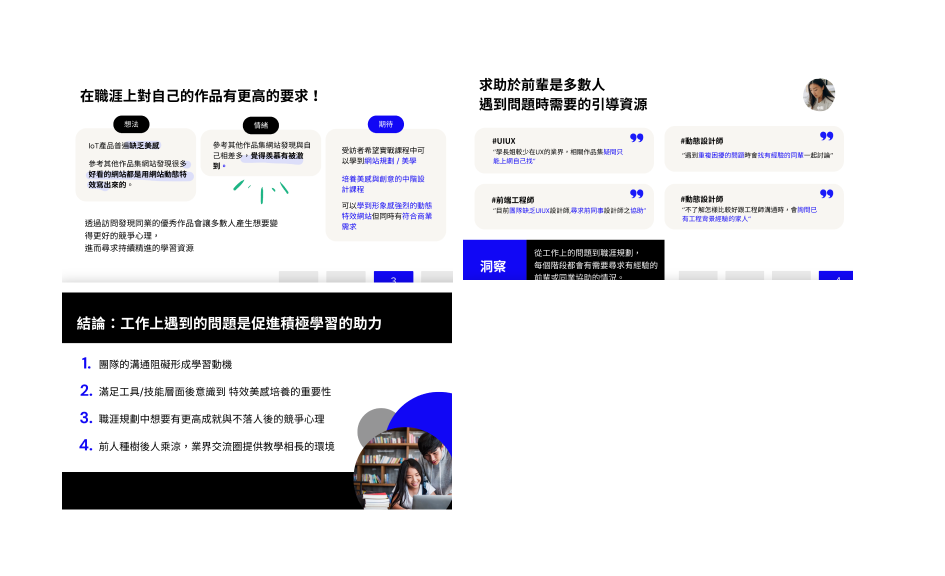 在職涯上對自己的作品有更高的要求！
想法
IoT產品普遍缺乏美感
參考其他作品集網站發現很多
好看的網站都是用網站動態特
效寫出來的。
情緒
參考其他作品集網站發現與自
己相差多，覺得羨慕有被激
到。
期待
受訪者希望實戰課程中可
以學到網站規劃 / 美學
培養美感與創意的中階設
計課程
可以學到形象感強烈的動態
特效網站但同時有符合商業
需求
透過訪問發現同業的優秀作品會讓多數人產生想要變
得更好的競爭心理，
進而尋求持續精進的學習資源
3
求助於前輩是多數人
遇到問題時需要的引導資源
#UIUX
“學長姐較少在UX的業界，相關作品集疑問只
能上網自己找”
#動態設計師
“遇到重複困擾的問題時會找有經驗的同輩一起討論”
#前端工程師
“目前團隊缺乏UIUX設計師,尋求前同事設計師之協助”
#動態設計師
“不了解怎樣比較好跟工程師溝通時，會詢問已
有工程背景經驗的家人”
洞察
從工作上的問題到職涯規劃，
每個階段都會有需要尋求有經驗的
前輩或同業協助的情況。
結論：工作上遇到的問題是促進積極學習的助力
1. 團隊的溝通阻礙形成學習動機
2. 滿足工具/技能層面後意識到 特效美感培養的重要性
3. 職涯規劃中想要有更高成就與不落人後的競爭心理
4. 前人種樹後人乘涼，業界交流圈提供教學相長的環境